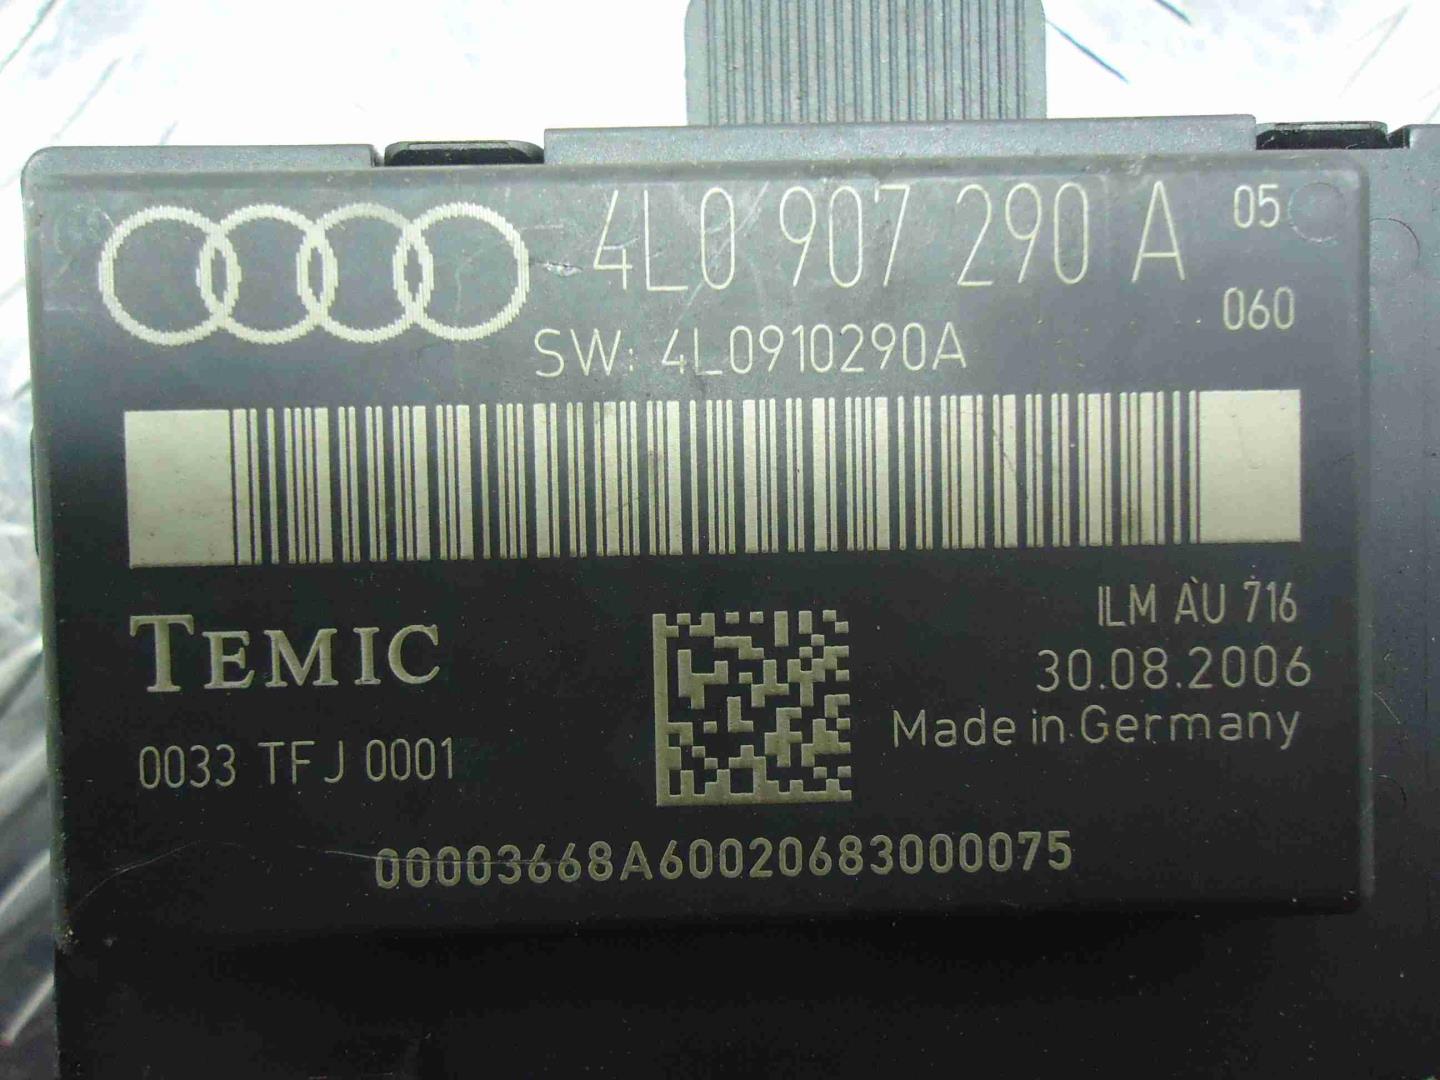 4L0 907 290 A 05
060
SW: 4L0910290A
TEMIC
ILM AU 716
30.08.2006
Made in Germany
0033 TFJ 0001
00003668A60020683000075